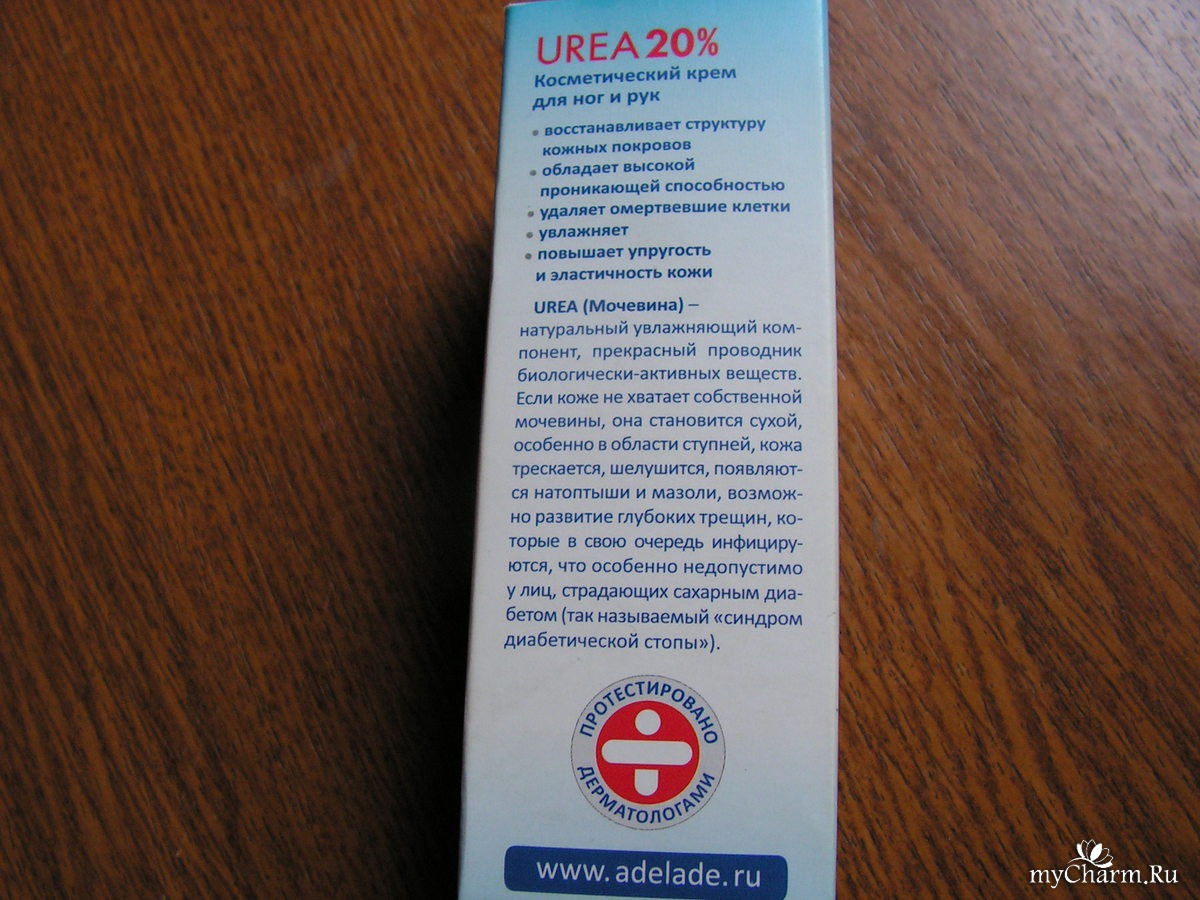 UREA 20%
Косметический крем
для ног и рук
• восстанавливает структуру
кожных покровов
• обладает высокой
проникающей способностью
• удаляет омертвевшие клетки
• увлажняет
• повышает упругость
и эластичность кожи
UREA (Мочевина) –
натуральный увлажняющий ком-
понент, прекрасный проводник
биологически-активных веществ.
Если коже не хватает собственной
мочевины, она становится сухой,
особенно в области ступней, кожа
трескается, шелушится, появляют-
ся натоптыши и мазоли, возмож-
но развитие глубоких трещин, ко-
торые в свою очередь инфициру-
ются, что особенно недопустимо
у лиц, страдающих сахарным диа-
бетом (так называемый «синдром
диабетической стопы»).
ПРОТЕСТИРОВАНО
ДЕРМАТОЛОГАМИ
www.adelade.ru
myCharm.Ru